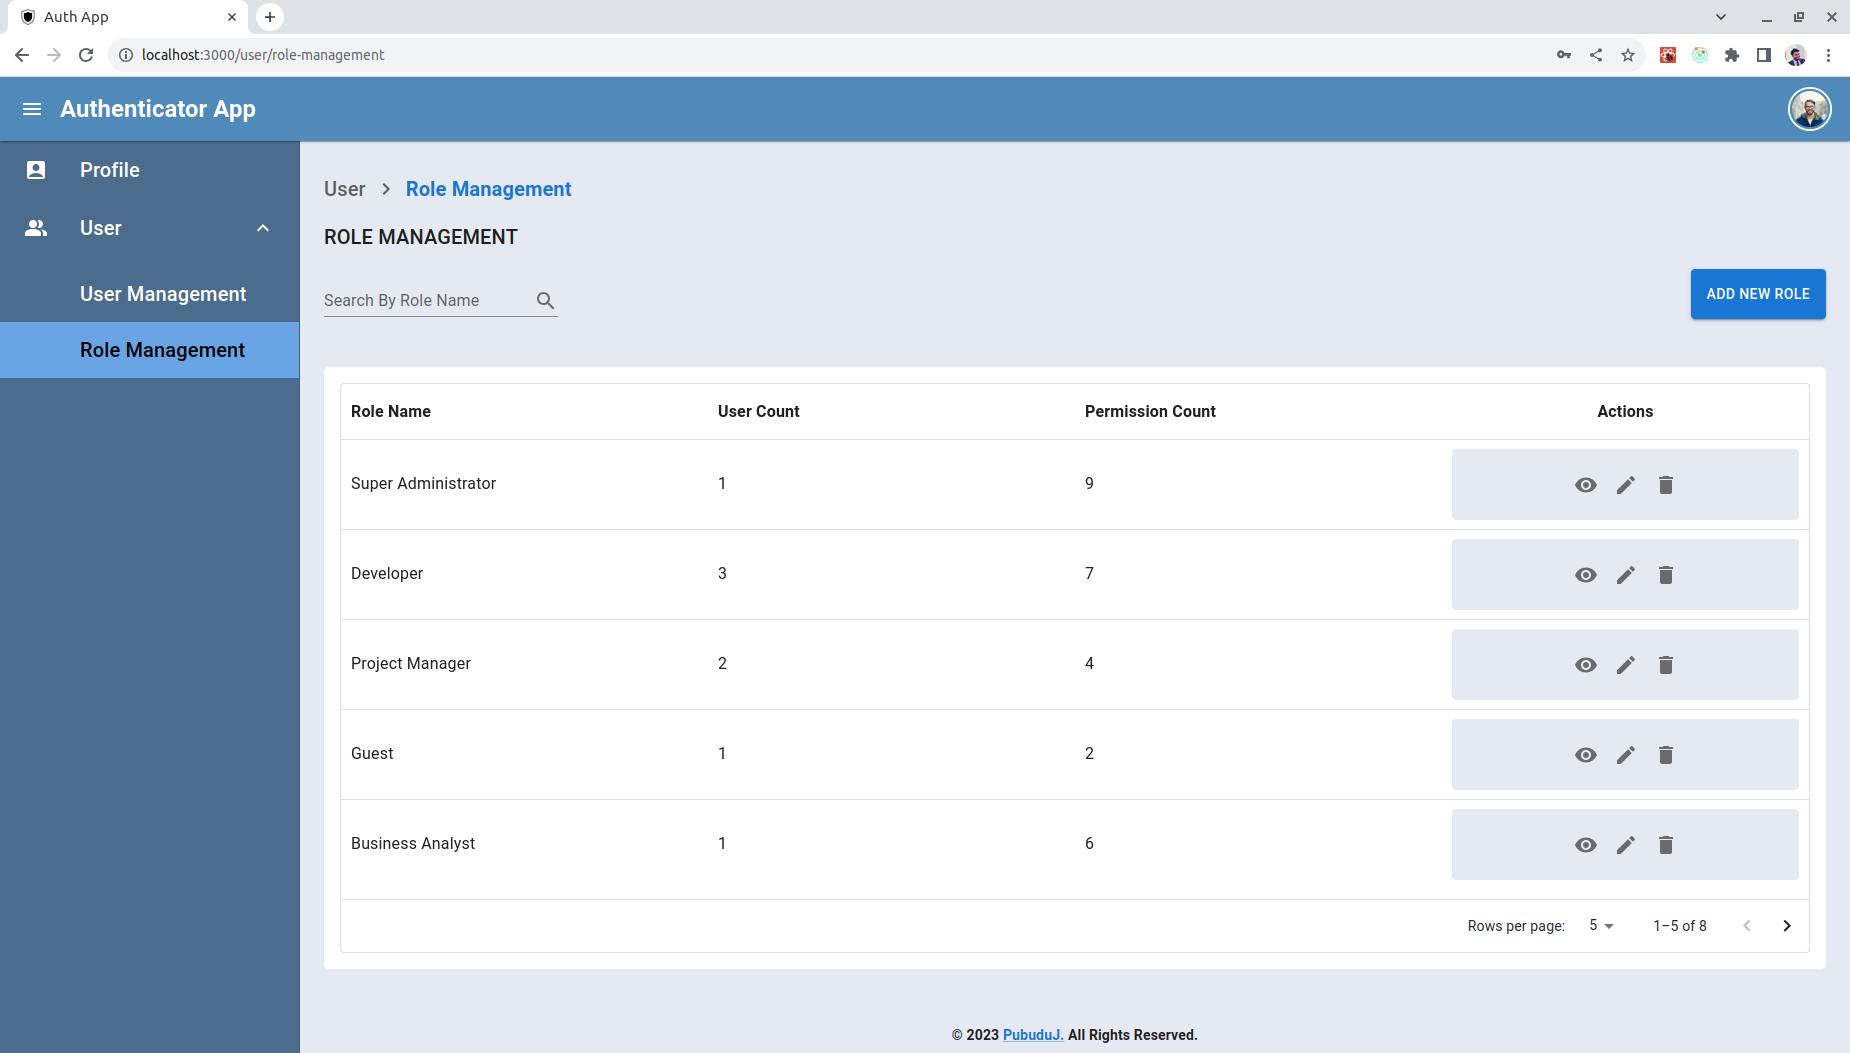 Auth App
localhost:3000/user/role-management
Authenticator App
Profile
User
User Management
Role Management
User > Role Management
ROLE MANAGEMENT
Search By Role Name
ADD NEW ROLE
Role Name User Count Permission Count Actions
Super Administrator 1 9
Developer 3 7
Project Manager 2 4
Guest 1 2
Business Analyst 1 6
Rows per page: 5 1–5 of 8
© 2023 PubuduJ. All Rights Reserved.